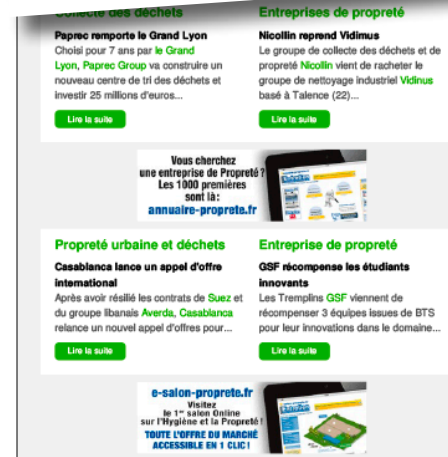 Collecte des déchets
Paprec remporte le Grand Lyon
Choisi pour 7 ans par le Grand
Lyon, Paprec Group va construire un
nouveau centre de tri des déchets et
investir 25 millions d'euros...
Lire la suite
Entreprises de propreté
Nicollin reprend Vidimus
Le groupe de collecte des déchets et de
propreté Nicollin vient de racheter le
groupe de nettoyage industriel Vidinus
basé à Talence (22)...
Lire la suite
Vous cherchez
une entreprise de Propreté ?
Les 1000 premières
sont là:
annuaire-proprete.fr
Propreté urbaine et déchets
Casablanca lance un appel d'offre
international
Après avoir résilié les contrats de Suez et
du groupe libanais Averda, Casablanca
relance un nouvel appel d'offres pour...
Lire la suite
Entreprise de propreté
GSF récompense les étudiants
innovants
Les Tremplins GSF viennent de
récompenser 3 équipes issues de BTS
pour leur innovations dans le domaine...
Lire la suite
e-salon-proprete.fr
Visitez
le 1er salon Online
sur l'Hygiène et la Propreté !
TOUTE L'OFFRE DU MARCHÉ
ACCESSIBLE EN 1 CLIC !